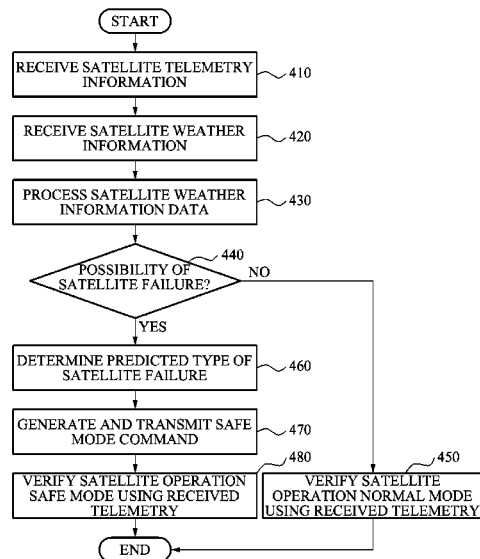 START
RECEIVE SATELLITE TELEMETRY
INFORMATION
410
RECEIVE SATELLITE WEATHER
INFORMATION
420
PROCESS SATELLITE WEATHER
INFORMATION DATA
430
440
POSSIBILITY OF
SATELLITE FAILURE?
NO
YES
DETERMINE PREDICTED TYPE OF
SATELLITE FAILURE
460
GENERATE AND TRANSMIT SAFE
MODE COMMAND
470
480
VERIFY SATELLITE OPERATION
SAFE MODE USING RECEIVED
TELEMETRY
450
VERIFY SATELLITE
OPERATION NORMAL MODE
USING RECEIVED TELEMETRY
END